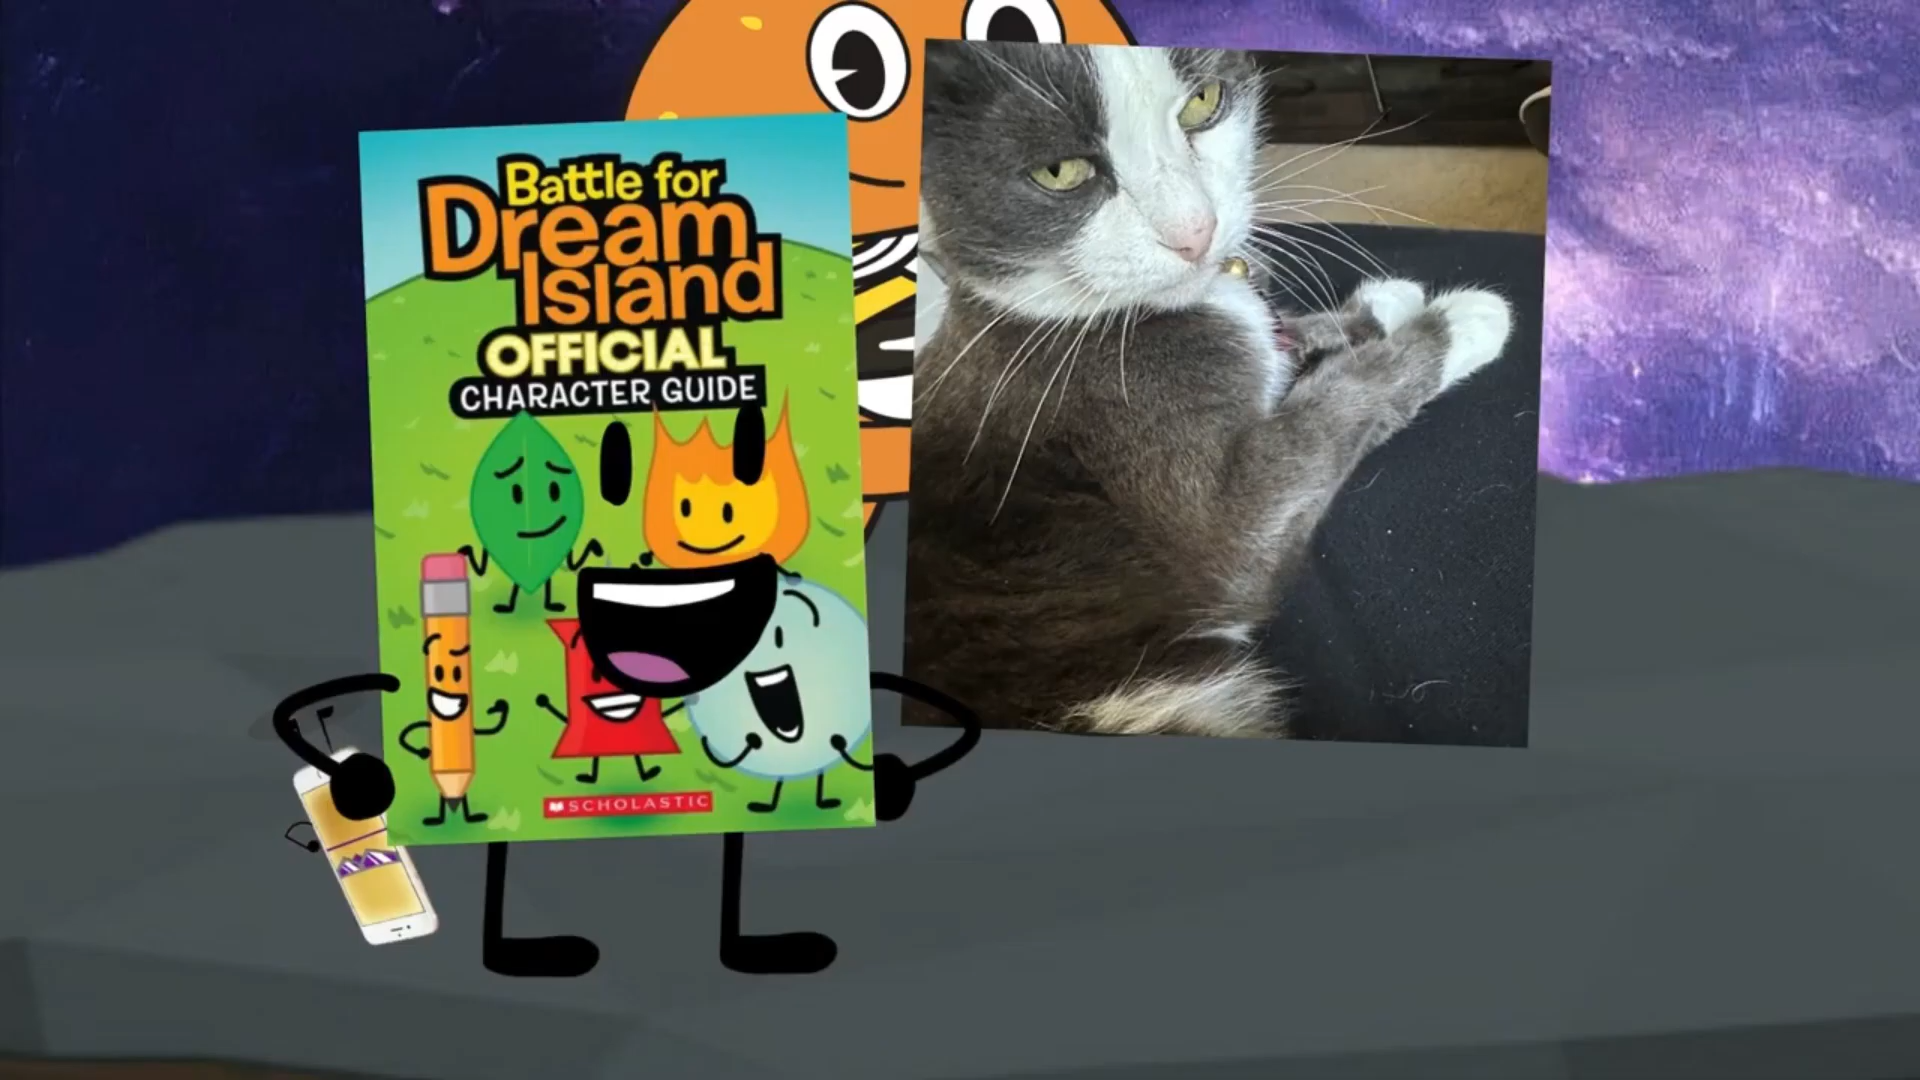 Battle for
Dream
Island
OFFICIAL
CHARACTER GUIDE
SCHOLASTIC